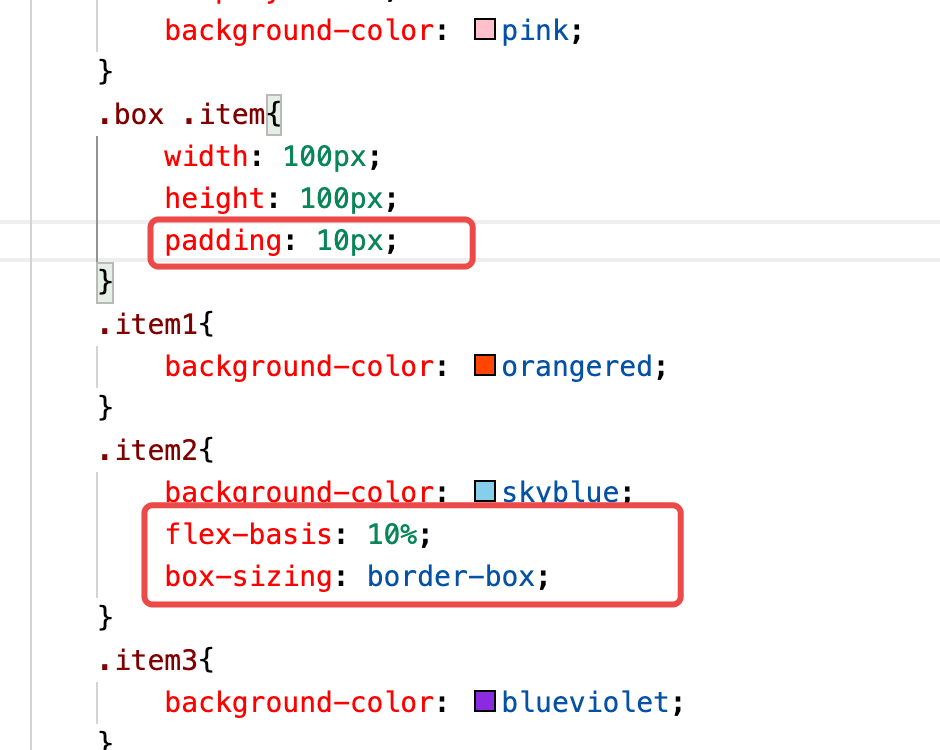 background-color: pink;
}
.box .item{
width: 100px;
height: 100px;
padding: 10px;
}
.item1{
background-color: orangered;
}
.item2{
background-color: skyblue;
flex-basis: 10%;
box-sizing: border-box;
}
.item3{
background-color: blueviolet;
}